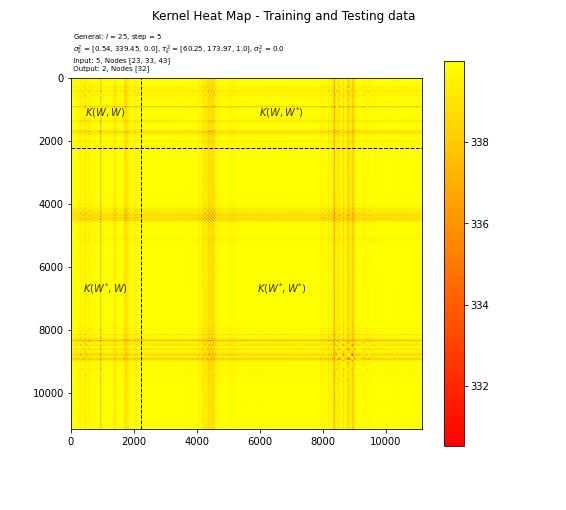 Kernel Heat Map - Training and Testing data
General: l = 25, step = 5
σ²_k = [0.54, 339.45, 0.0], τ²_k = [60.25, 173.97, 1.0], σ²_ε = 0.0
Input: 5, Nodes [23, 33, 43]
Output: 2, Nodes [32]
0
2000
4000
6000
8000
10000
K(W, W)
K(W, W*)
K(W*, W)
K(W*, W*)
0
2000
4000
6000
8000
10000
338
336
334
332